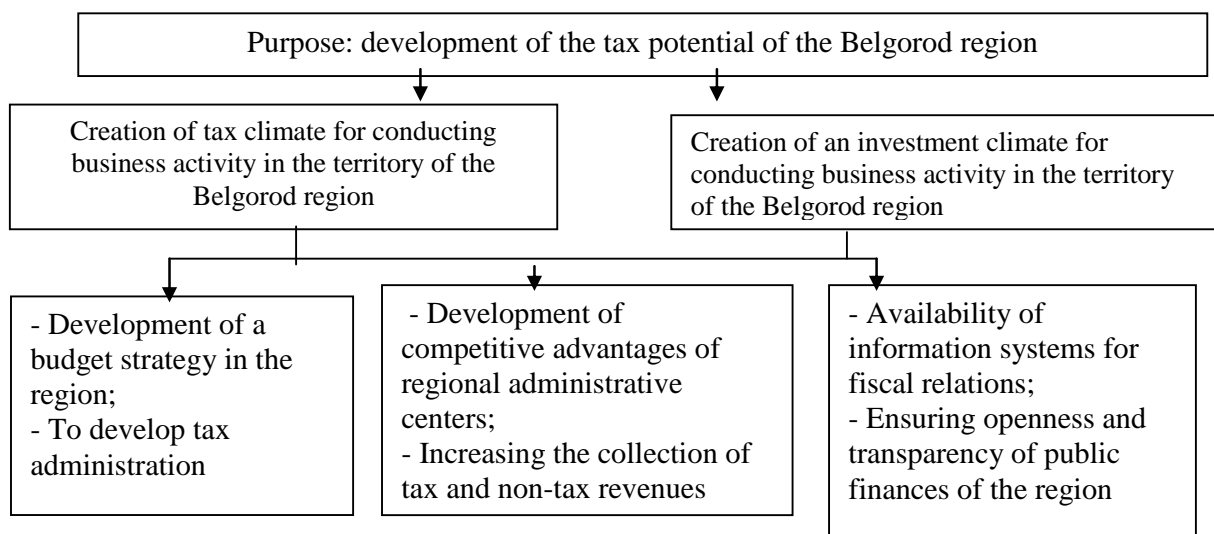 Purpose: development of the tax potential of the Belgorod region
Creation of tax climate for conducting
business activity in the territory of the
Belgorod region
Creation of an investment climate for
conducting business activity in the territory
of the Belgorod region
- Development of a
budget strategy in the
region;
- To develop tax
administration
- Development of
competitive advantages of
regional administrative
centers;
- Increasing the collection of
tax and non-tax revenues
- Availability of
information systems for
fiscal relations;
- Ensuring openness and
transparency of public
finances of the region